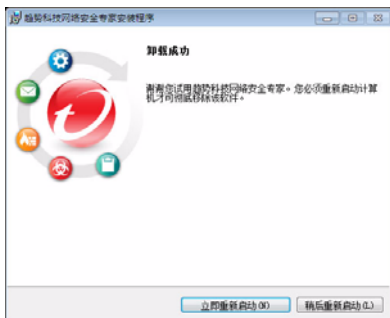 趋势科技网络安全专家安装程序
卸载成功
谢谢您试用趋势科技网络安全专家。您必须重新启动计算
机才可彻底移除该软件。
立即重新启动(N)
稍后重新启动(L)